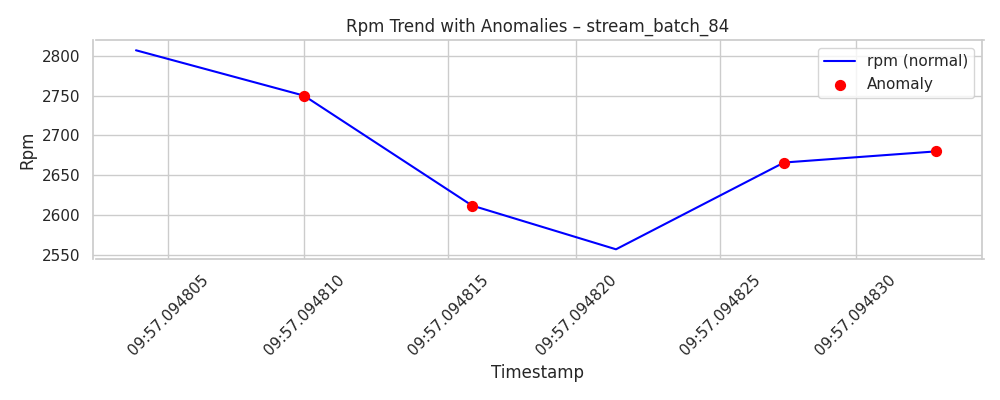 Rpm Trend with Anomalies – stream_batch_84
rpm (normal)
Anomaly
Rpm
2800
2750
2700
2650
2600
2550
09:57.094805
09:57.094810
09:57.094815
09:57.094820
09:57.094825
09:57.094830
Timestamp